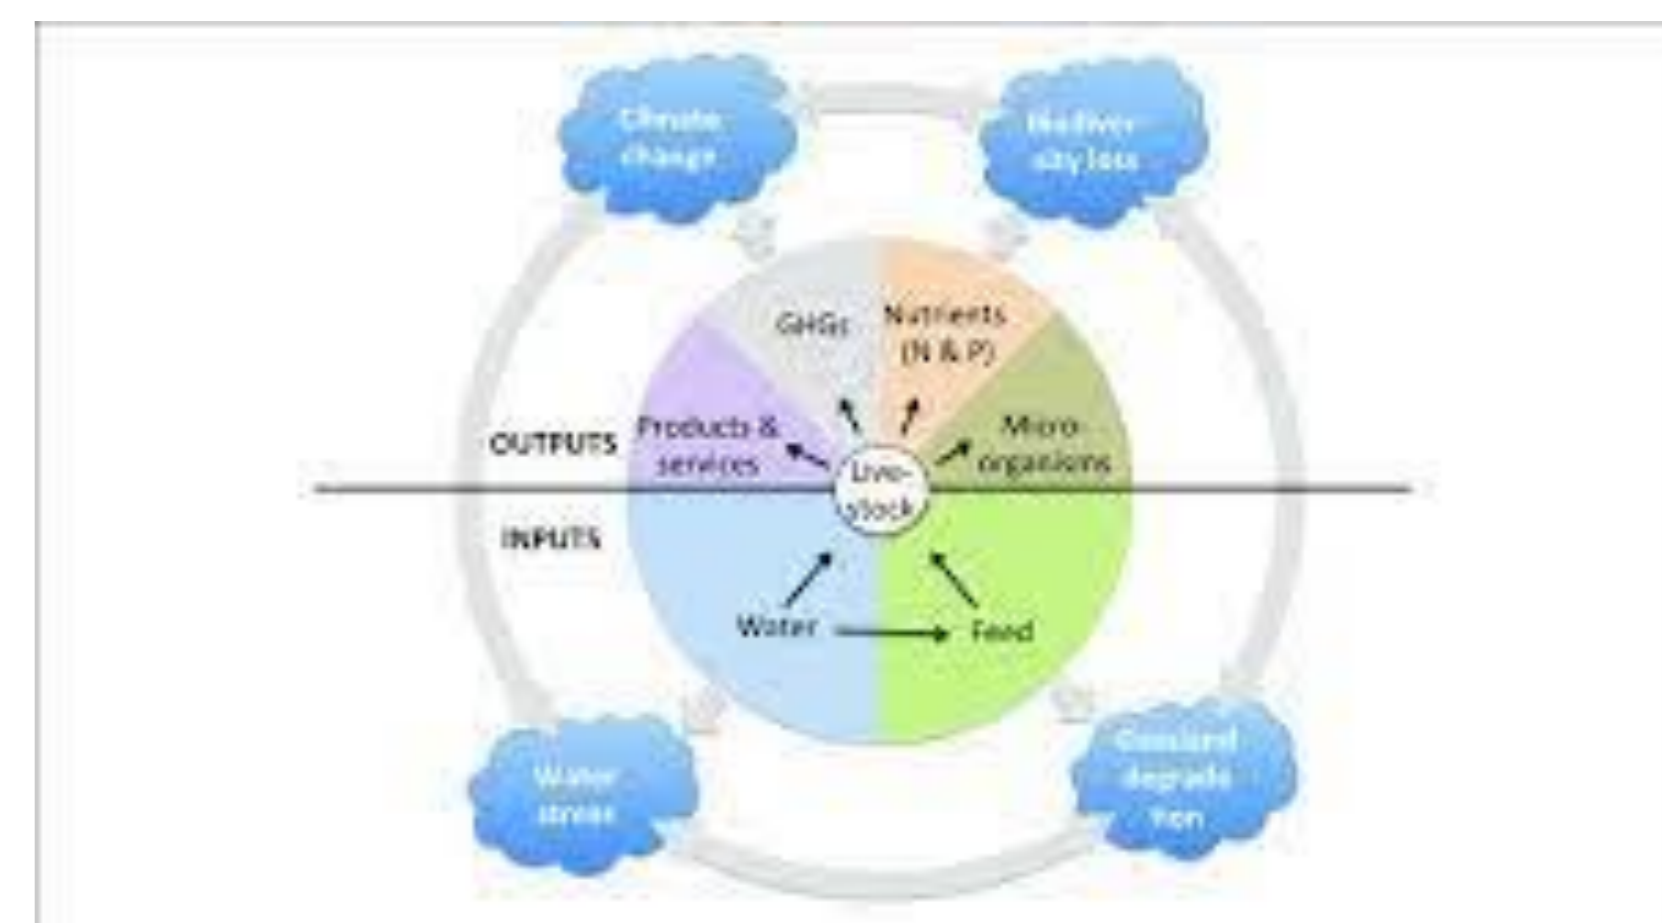 Climate
change
Biodiver-
sity loss
GHGs
Nutrients
(N & P)
OUTPUTS
Products &
services
Micro-
organisms
Live-
stock
INPUTS
Water
Feed
Water
stress
Grassland
degrada
tion